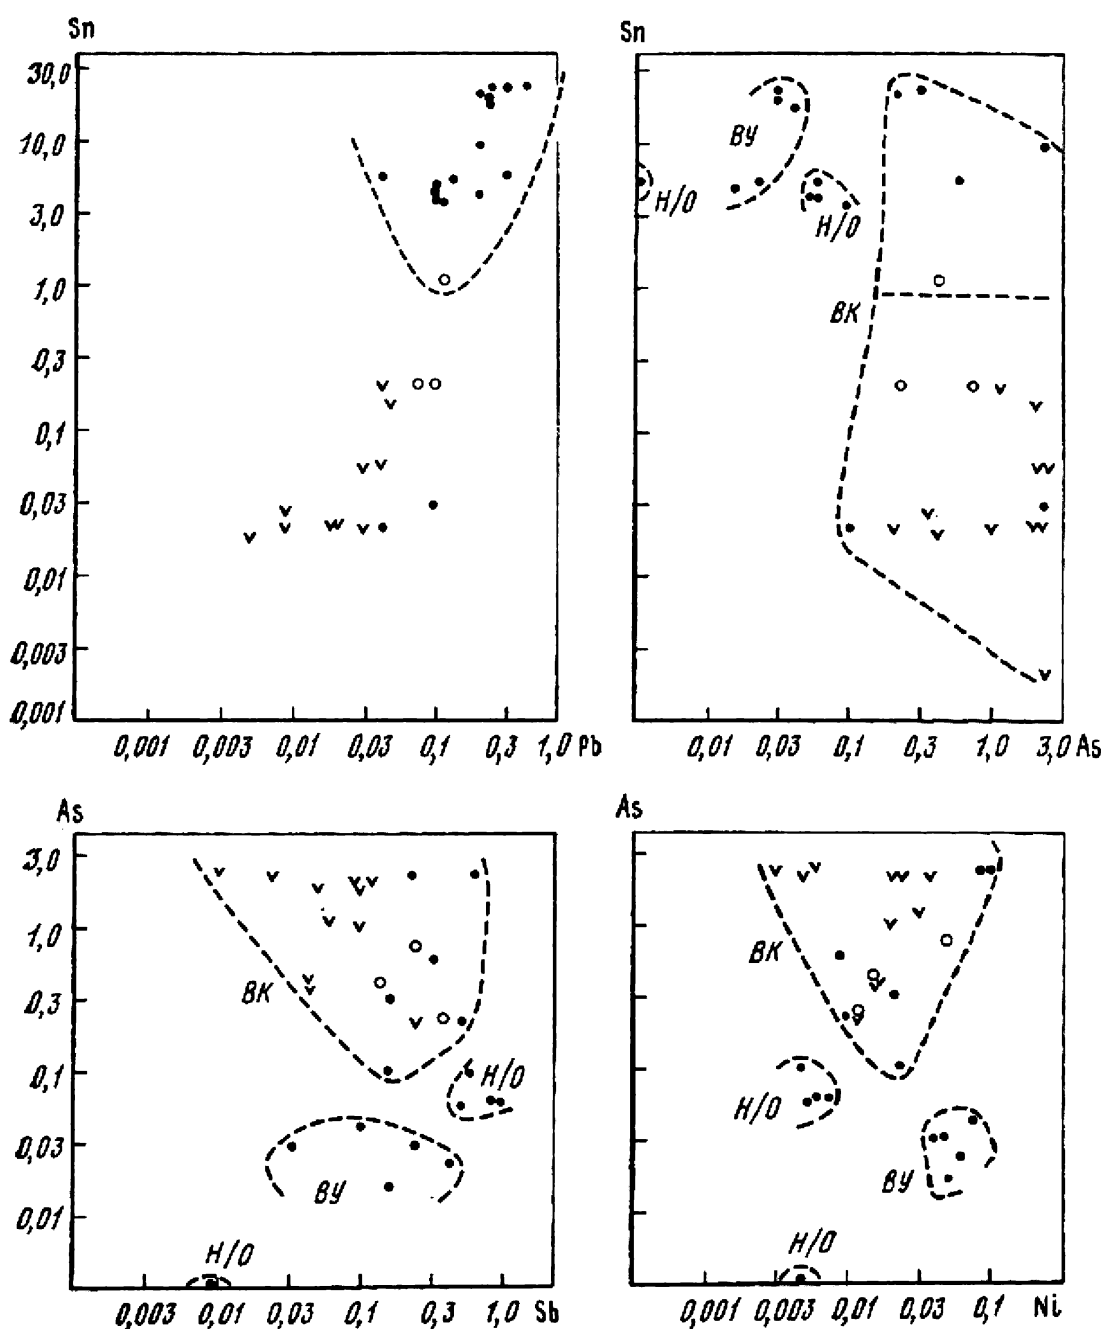 Sn
30,0
10,0
3,0
1,0
0,3
0,1
0,03
0,01
0,003
0,001
0,001 0,003 0,01 0,03 0,1 0,3 1,0 Pb
Sn
ВУ
Н/О
Н/О
ВК
0,01 0,03 0,1 0,3 1,0 3,0 As
As
3,0
1,0
0,3
0,1
0,03
0,01
ВК
Н/О
ВУ
Н/О
0,003 0,01 0,03 0,1 0,3 1,0 Sb
As
ВК
Н/О
ВУ
Н/О
0,001 0,003 0,01 0,03 0,1 Ni